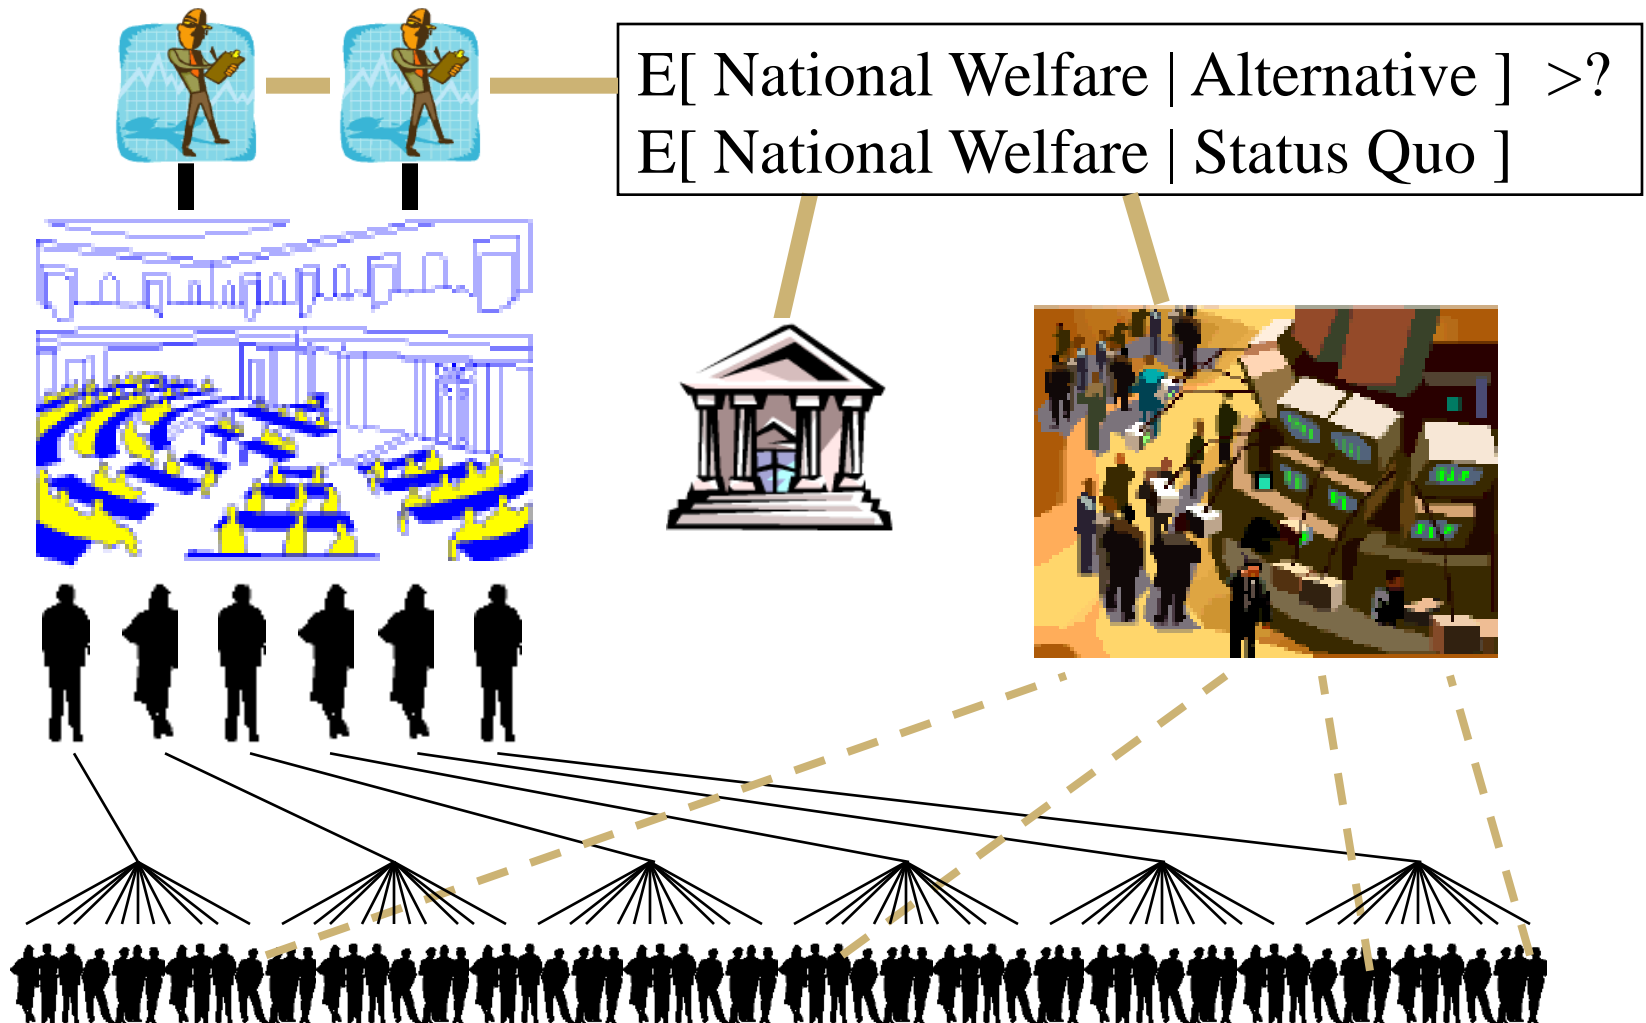 E[ National Welfare | Alternative ] >?
E[ National Welfare | Status Quo ]